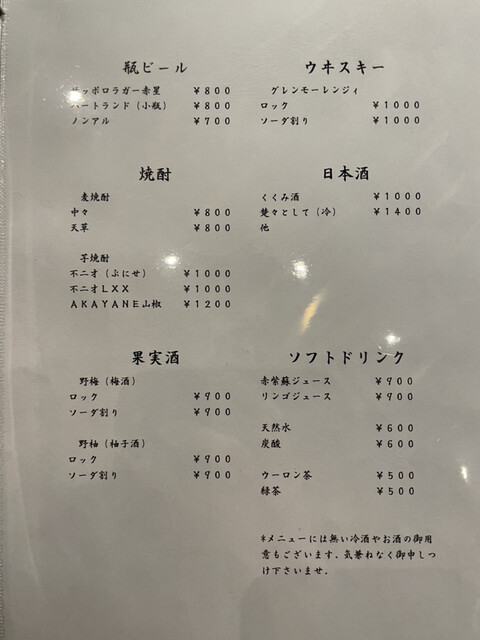 瓶ビール
サッポロラガー赤星 ￥800
ハートランド（小瓶） ￥800
ノンアル ￥700
焼酎
麦焼酎
中々 ￥800
天草 ￥800
芋焼酎
不二才（ぶにせ） ￥1000
不二才LXX ￥1000
AKAYANE山椒 ￥1200
果実酒
野梅（梅酒）
ロック ￥900
ソーダ割り ￥900
野柚（柚子酒）
ロック ￥900
ソーダ割り ￥900
ウヰスキー
グレンモーレンジィ
ロック ￥1000
ソーダ割り ￥1000
日本酒
くくみ酒 ￥1000
楚々として（冷） ￥1400
他
ソフトドリンク
赤紫蘇ジュース ￥900
リンゴジュース ￥900
天然水 ￥600
炭酸 ￥600
ウーロン茶 ￥500
緑茶 ￥500
*メニューには無い冷酒やお酒の御用
意もございます．気兼ねなく御申しつ
け下さいませ．